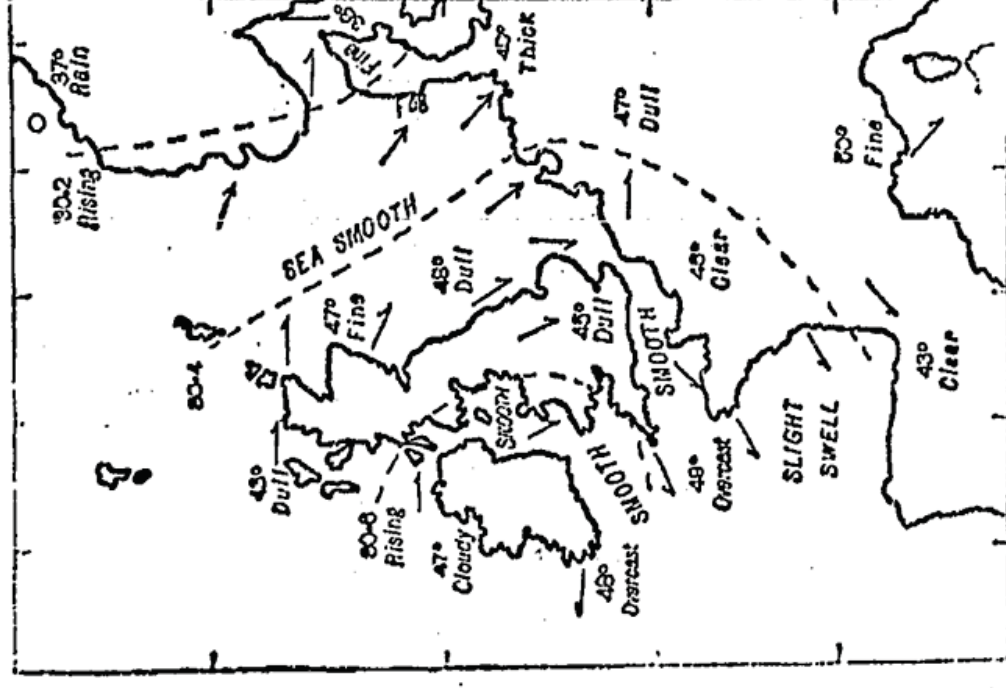 37°
Rain
30·2
Rising
Fine
40°
Thick
47°
Dull
50°
Fine
SEA SMOOTH
30·4
47°
Fine
48°
Dull
43°
Dull
30·8
Rising
47°
Cloudy
SMOOTH
45°
Dull
SMOOTH
45°
Clear
SMOOTH
48°
Overcast
49°
Overcast
SLIGHT
SWELL
43°
Clear